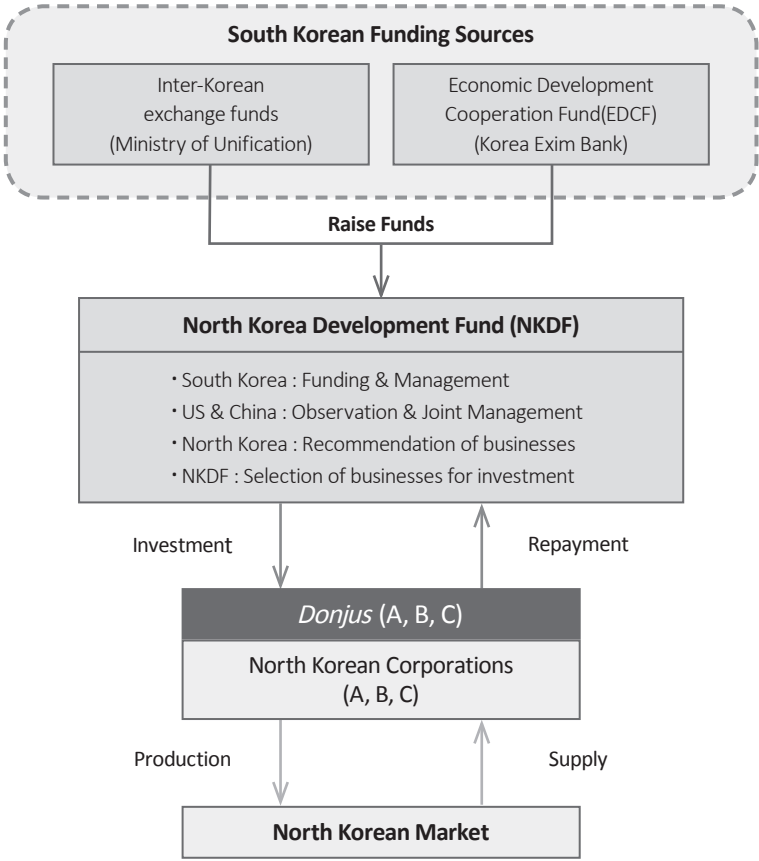 South Korean Funding Sources
Inter-Korean
exchange funds
(Ministry of Unification)
Economic Development
Cooperation Fund(EDCF)
(Korea Exim Bank)
Raise Funds
North Korea Development Fund (NKDF)
・South Korea : Funding & Management
・US & China : Observation & Joint Management
・North Korea : Recommendation of businesses
・NKDF : Selection of businesses for investment
Investment
Repayment
Donjus (A, B, C)
North Korean Corporations
(A, B, C)
Production
Supply
North Korean Market